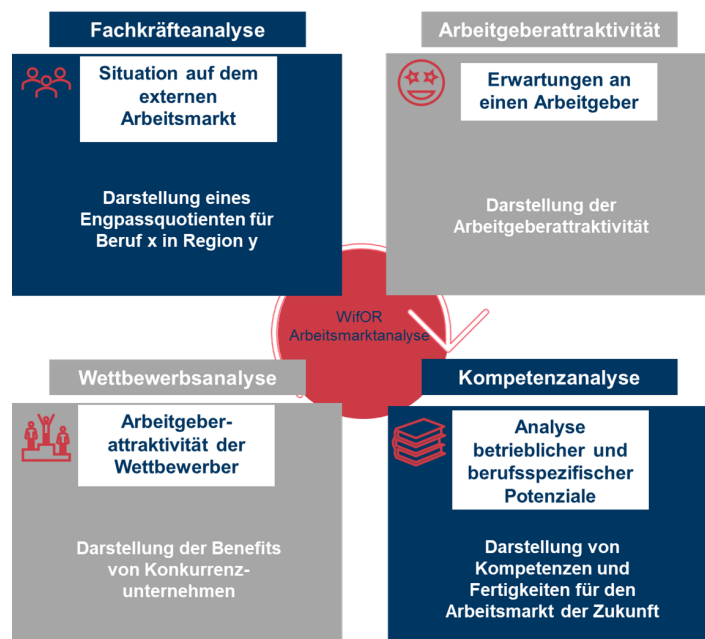 Fachkräfteanalyse
Situation auf dem
externen
Arbeitsmarkt
Darstellung eines
Engpassquotienten für
Beruf x in Region y
Arbeitgeberattraktivität
Erwartungen an
einen Arbeitgeber
Darstellung der
Arbeitgeberattraktivität
WifOR
Arbeitsmarktanalyse
Wettbewerbsanalyse
Arbeitgeber-
attraktivität der
Wettbewerber
Darstellung der Benefits
von Konkurrenz-
unternehmen
Kompetenzanalyse
Analyse
betrieblicher und
berufsspezifischer
Potenziale
Darstellung von
Kompetenzen und
Fertigkeiten für den
Arbeitsmarkt der Zukunft